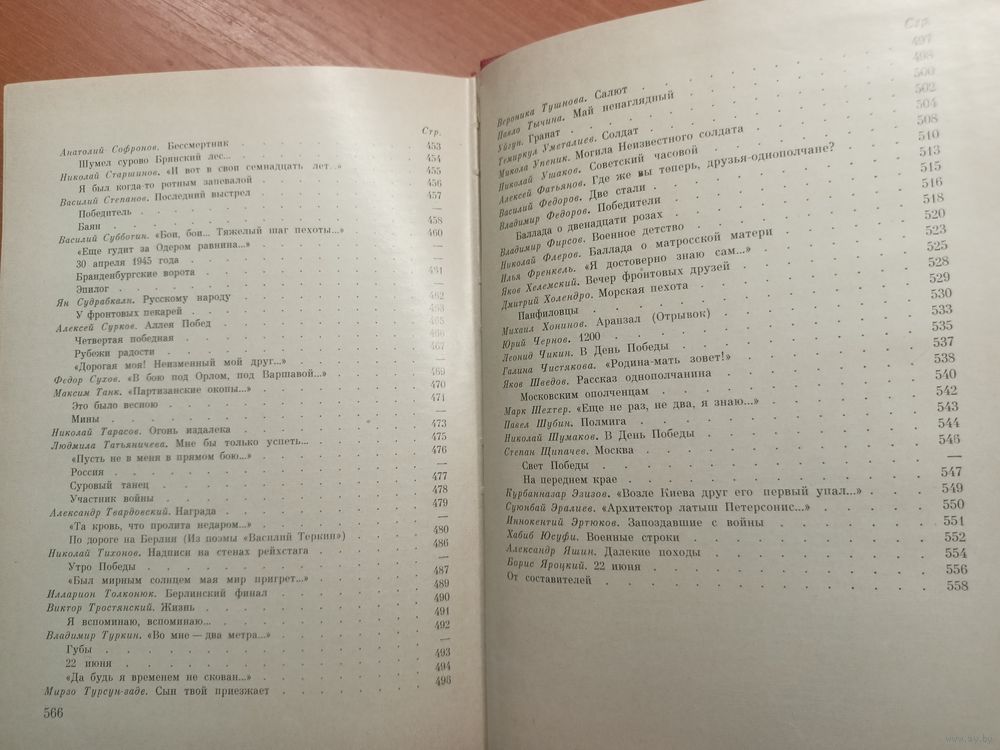 Стр.
Анатолий Софронов. Бессмертник 453
Шумел сурово Брянский лес... 454
Николай Старшинов. «И вот в свои семнадцать лет...» 455
Я был когда-то ротным запевалой 456
Василий Степанов. Последний выстрел 457
Победитель —
Баян 458
Василий Субботин. «Бои, бои... Тяжелый шаг пехоты...» 460
«Еще гудит за Одером равнина...» —
30 апреля 1945 года —
Бранденбургские ворота 461
Эпилог —
Ян Судрабкалн. Русскому народу 462
У фронтовых пекарей 463
Алексей Сурков. Аллея Побед 465
Четвертая победная 466
Рубежи радости 467
«Дорогая моя! Неизменный мой друг...» —
Федор Сухов. «В бою под Орлом, под Варшавой...» 469
Максим Танк. «Партизанские окопы...» 470
Это было весною 471
Мины —
Николай Тарасов. Огонь издалека 473
Людмила Татьяничева. Мне бы только успеть... 475
«Пусть не в меня в прямом бою...» 476
Россия —
Суровый танец 477
Участник войны 478
Александр Твардовский. Награда 479
«Та кровь, что пролита недаром...» —
По дороге на Берлин (Из поэмы «Василий Теркин») 480
Николай Тихонов. Надписи на стенах рейхстага 486
Утро Победы —
«Был мирным солнцем мая мир пригрет...» 487
Илларион Толконюк. Берлинский финал 489
Виктор Тростянский. Жизнь 490
Я вспоминаю, вспоминаю... 491
Владимир Туркин. «Во мне — два метра...» 492
Губы —
22 июня 493
«Да будь я временем не скован...» 494
Мирзо Турсун-заде. Сын твой приезжает 496
566
Стр.
Вероника Тушнова. Салют 497
Павло Тычина. Май ненаглядный 498
Уйгун. Гранат 500
Темиркул Уметалиев. Солдат 502
Микола Упеник. Могила Неизвестного солдата 504
Николай Ушаков. Советский часовой 508
Алексей Фатьянов. Где же вы теперь, друзья-однополчане? 510
Василий Федоров. Две стали 513
Владимир Федоров. Победители 515
Баллада о двенадцати розах 516
Владимир Фирсов. Военное детство 518
Николай Флеров. Баллада о матросской матери 520
Илья Френкель. «Я достоверно знаю сам...» 523
Яков Хелемский. Вечер фронтовых друзей 525
Дмитрий Холендро. Морская пехота 528
Панфиловцы 529
Михаил Хонинов. Аранзал (Отрывок) 530
Юрий Чернов. 1200 533
Леонид Чикин. В День Победы 535
Галина Чистякова. «Родина-мать зовет!» 537
Яков Шведов. Рассказ однополчанина 538
Московским ополченцам 540
Марк Шехтер. «Еще не раз, не два, я знаю...» 542
Павел Шубин. Полмига 543
Николай Шумаков. В День Победы 544
Степан Щипачев. Москва 546
Свет Победы —
На переднем крае 547
Курбанназар Эзизов. «Возле Киева друг его первый упал...» 549
Суюнбай Эралиев. «Архитектор латыш Петерсонис...» 550
Иннокентий Эртюков. Запоздавшие с войны 551
Хабиб Юсуфи. Военные строки 552
Александр Яшин. Далекие походы 554
Борис Яроцкий. 22 июня 556
От составителей 558
www.ay.by